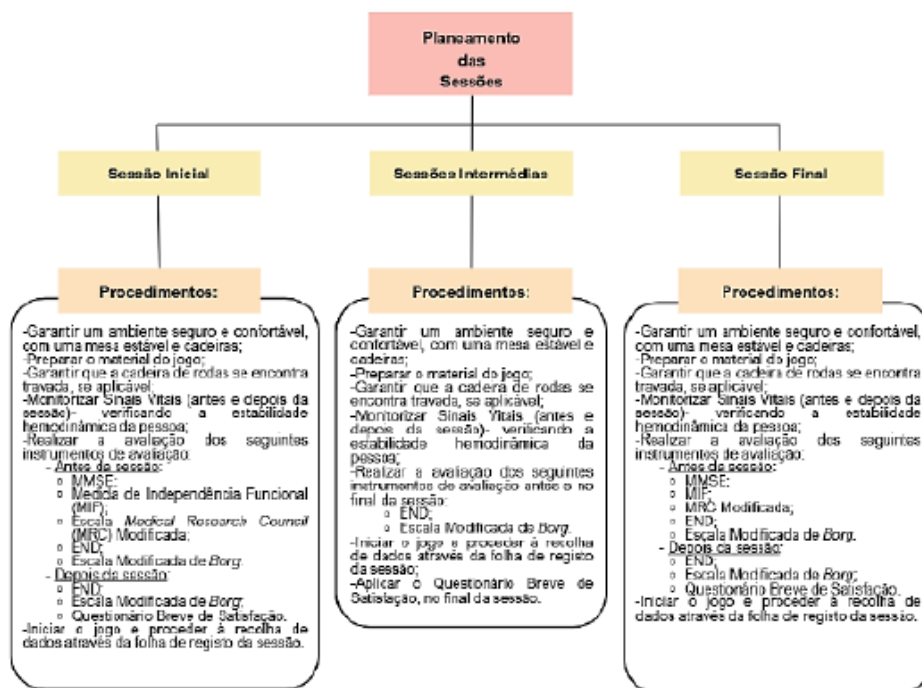 Planeamento
das
Sessões
Sessão Inicial
Procedimentos:
-Garantir um ambiente seguro e confortável,
com uma mesa estável e cadeiras;
-Preparar o material do jogo;
-Garantir que a cadeira de rodas se encontra
travada, se aplicável;
-Monitorizar Sinais Vitais (antes e depois da
sessão)- verificando a estabilidade
hemodinâmica da pessoa;
-Realizar a avaliação dos seguintes
instrumentos de avaliação:
- Antes da sessão:
○ MMSE;
○ Medida de Independência Funcional
(MIF);
○ Escala Medical Research Council
(MRC) Modificada;
○ END;
○ Escala Modificada de Borg.
- Depois da sessão:
○ END;
○ Escala Modificada de Borg;
○ Questionário Breve de Satisfação.
-Iniciar o jogo e proceder à recolha de
dados através da folha de registo da sessão.
Sessões Intermédias
Procedimentos:
-Garantir um ambiente seguro e
confortável, com uma mesa estável e
cadeiras;
-Preparar o material do jogo;
-Garantir que a cadeira de rodas se
encontra travada, se aplicável;
-Monitorizar Sinais Vitais (antes e
depois da sessão)- verificando a
estabilidade hemodinâmica da
pessoa;
-Realizar a avaliação dos seguintes
instrumentos de avaliação antes e no
final da sessão:
○ END;
○ Escala Modificada de Borg.
-Iniciar o jogo e proceder à recolha
de dados através da folha de registo
da sessão;
-Aplicar o Questionário Breve de
Satisfação, no final da sessão.
Sessão Final
Procedimentos:
-Garantir um ambiente seguro e confortável,
com uma mesa estável e cadeiras;
-Preparar o material do jogo;
-Garantir que a cadeira de rodas se encontra
travada, se aplicável;
-Monitorizar Sinais Vitais (antes e depois da
sessão)- verificando a estabilidade
hemodinâmica da pessoa;
-Realizar a avaliação dos seguintes
instrumentos de avaliação:
- Antes da sessão:
○ MMSE;
○ MIF;
○ MRC Modificada;
○ END;
○ Escala Modificada de Borg.
- Depois da sessão:
○ END;
○ Escala Modificada de Borg;
○ Questionário Breve de Satisfação.
-Iniciar o jogo e proceder à recolha de
dados através da folha de registo da sessão.